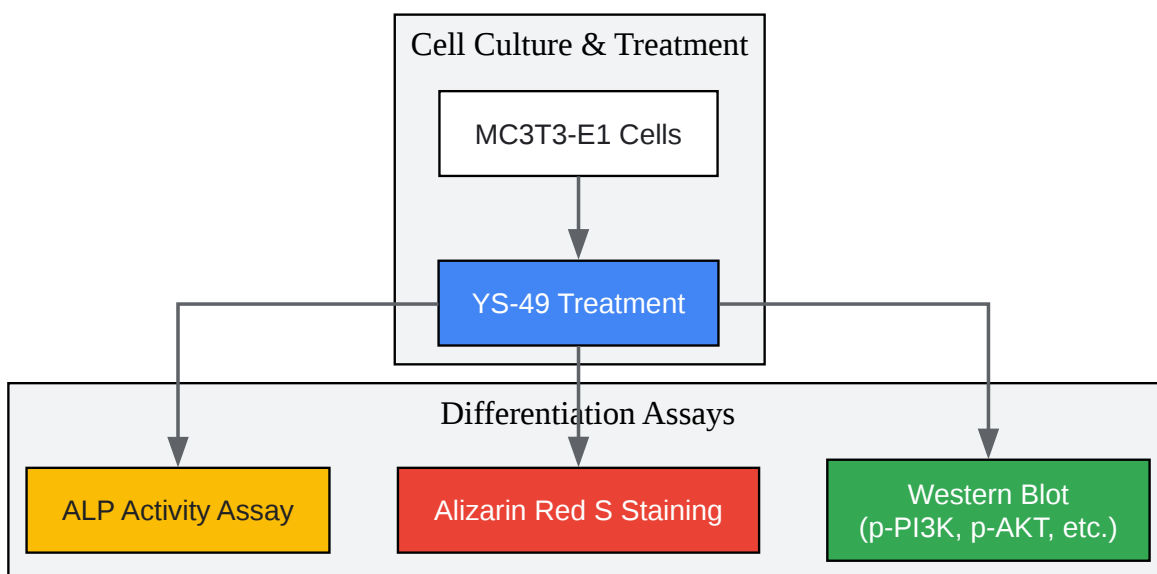 Cell Culture & Treatment
MC3T3-E1 Cells
YS-49 Treatment
Differentiation Assays
ALP Activity Assay
Alizarin Red S Staining
Western Blot
(p-PI3K, p-AKT, etc.)